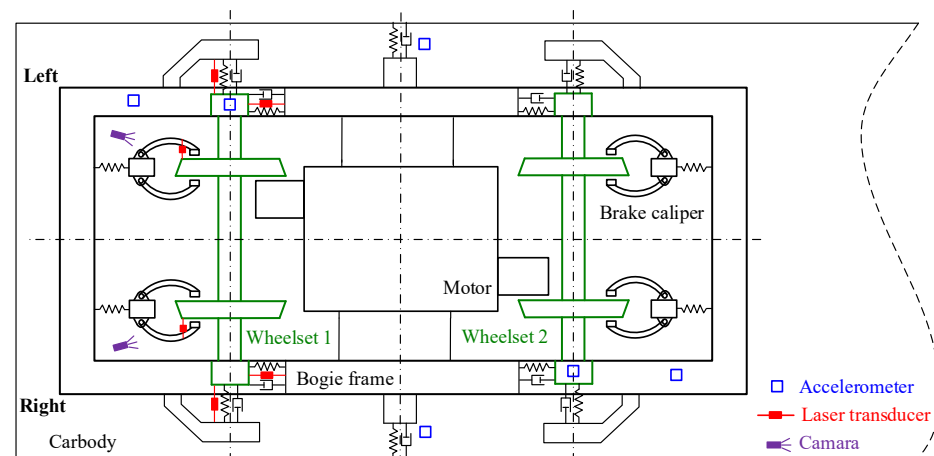 Left
Brake caliper
Motor
Wheelset 1
Wheelset 2
Bogie frame
Right
Carbody
Accelerometer
Laser transducer
Camara